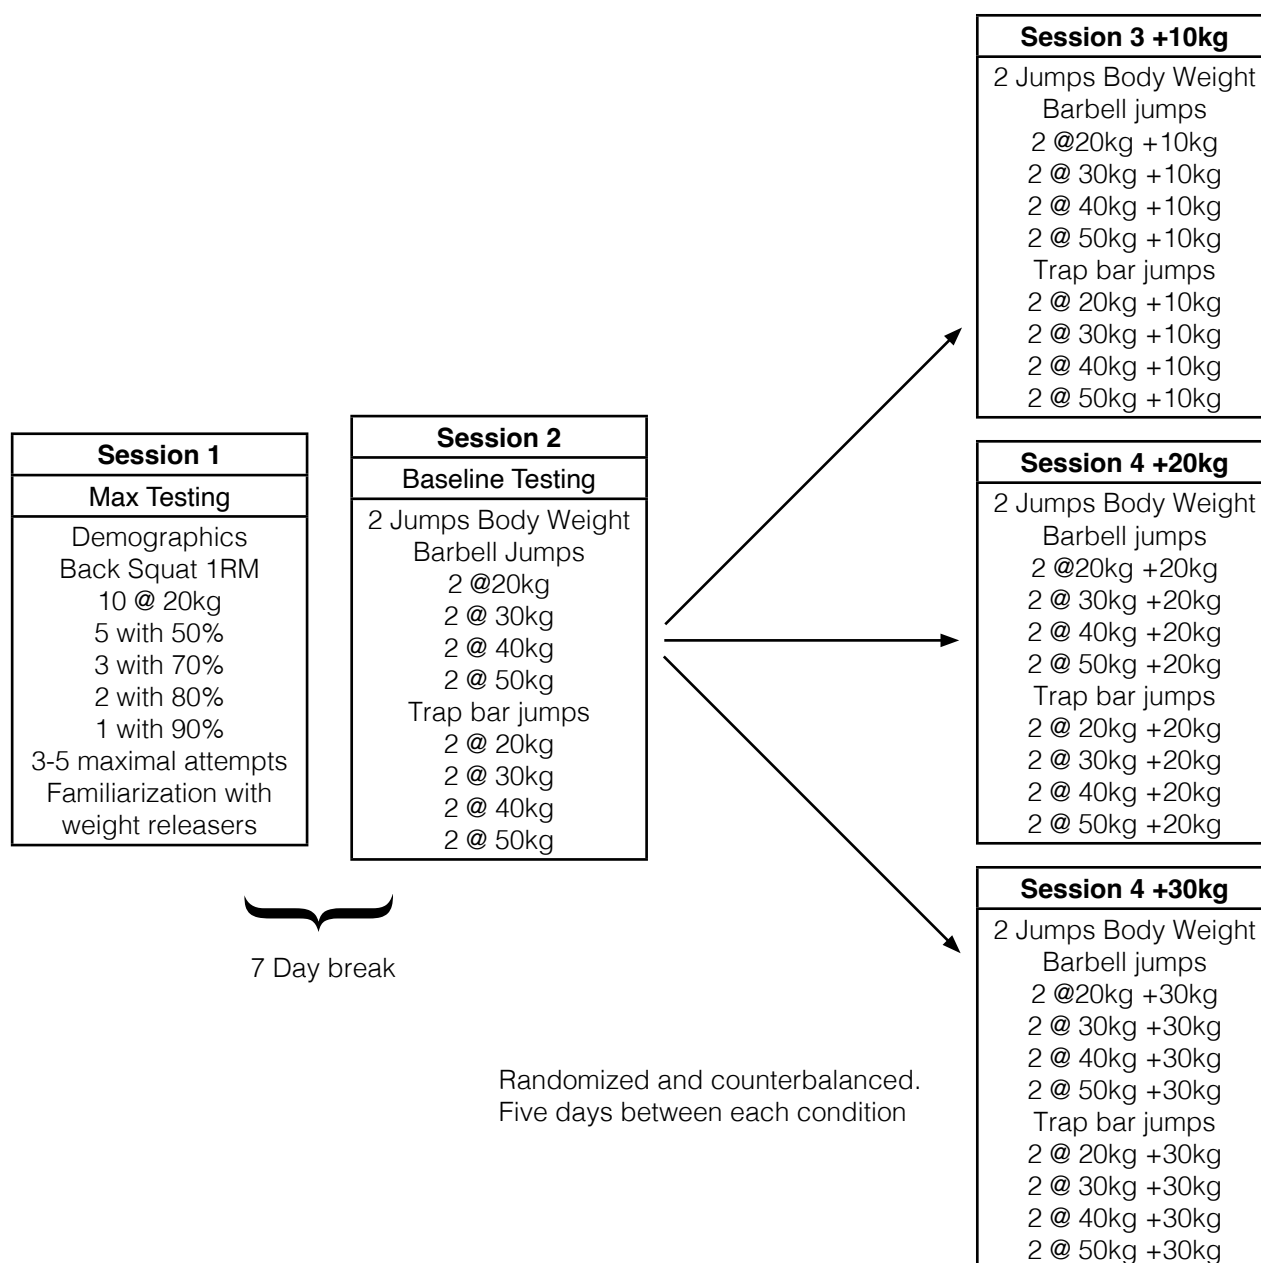 Session 1
Max Testing
Demographics
Back Squat 1RM
10 @ 20kg
5 with 50%
3 with 70%
2 with 80%
1 with 90%
3-5 maximal attempts
Familiarization with
weight releasers
7 Day break
Session 2
Baseline Testing
2 Jumps Body Weight
Barbell Jumps
2 @20kg
2 @ 30kg
2 @ 40kg
2 @ 50kg
Trap bar jumps
2 @ 20kg
2 @ 30kg
2 @ 40kg
2 @ 50kg
Randomized and counterbalanced.
Five days between each condition
Session 3 +10kg
2 Jumps Body Weight
Barbell jumps
2 @20kg +10kg
2 @ 30kg +10kg
2 @ 40kg +10kg
2 @ 50kg +10kg
Trap bar jumps
2 @ 20kg +10kg
2 @ 30kg +10kg
2 @ 40kg +10kg
2 @ 50kg +10kg
Session 4 +20kg
2 Jumps Body Weight
Barbell jumps
2 @20kg +20kg
2 @ 30kg +20kg
2 @ 40kg +20kg
2 @ 50kg +20kg
Trap bar jumps
2 @ 20kg +20kg
2 @ 30kg +20kg
2 @ 40kg +20kg
2 @ 50kg +20kg
Session 4 +30kg
2 Jumps Body Weight
Barbell jumps
2 @20kg +30kg
2 @ 30kg +30kg
2 @ 40kg +30kg
2 @ 50kg +30kg
Trap bar jumps
2 @ 20kg +30kg
2 @ 30kg +30kg
2 @ 40kg +30kg
2 @ 50kg +30kg